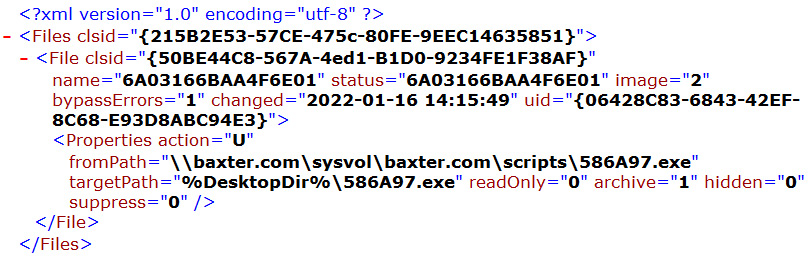 <?xml version="1.0" encoding="utf-8" ?>
- <Files clsid="{215B2E53-57CE-475c-80FE-9EEC14635851}">
- <File clsid="{50BE44C8-567A-4ed1-B1D0-9234FE1F38AF}"
name="6A03166BAA4F6E01" status="6A03166BAA4F6E01" image="2"
bypassErrors="1" changed="2022-01-16 14:15:49" uid="{06428C83-6843-42EF-
8C68-E93D8ABC94E3}">
<Properties action="U"
fromPath="\\baxter.com\sysvol\baxter.com\scripts\586A97.exe"
targetPath="%DesktopDir%\586A97.exe" readOnly="0" archive="1" hidden="0"
suppress="0" />
</File>
</Files>